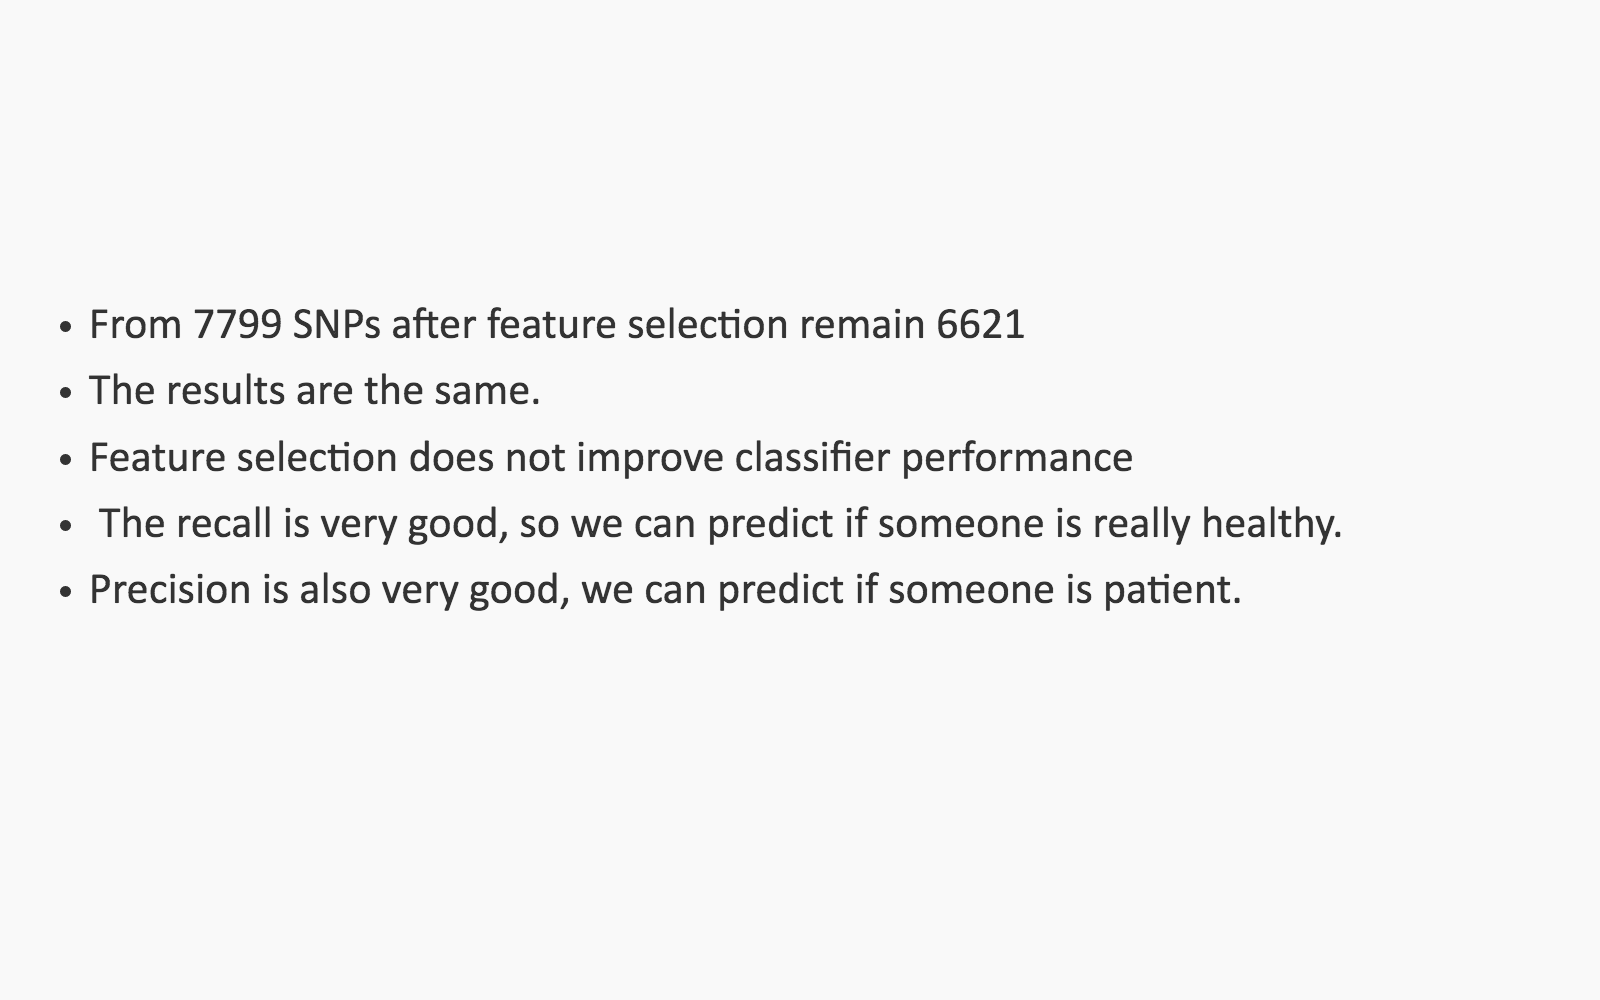 • From 7799 SNPs after feature selection remain 6621
• The results are the same.
• Feature selection does not improve classifier performance
• The recall is very good, so we can predict if someone is really healthy.
• Precision is also very good, we can predict if someone is patient.